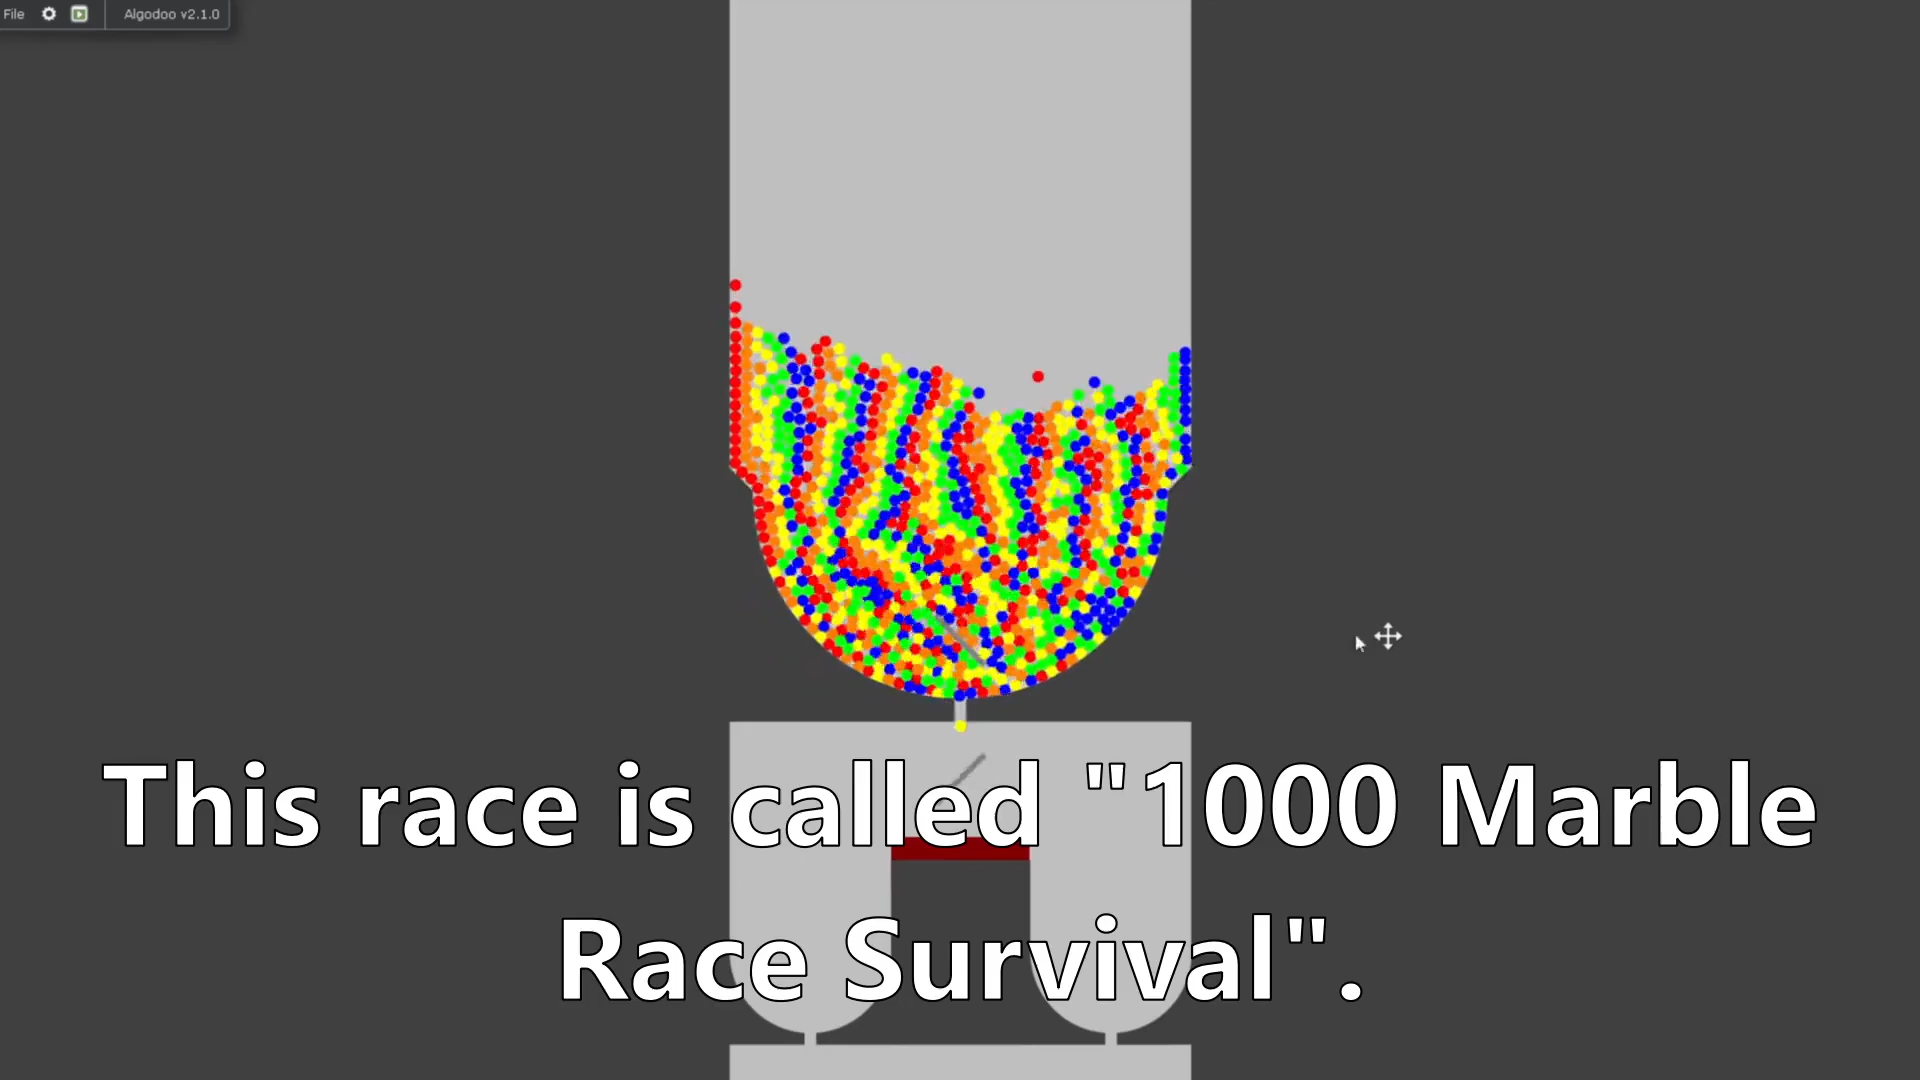 File
Algodoo v2.1.0
This race is called "1000 Marble
Race Survival".